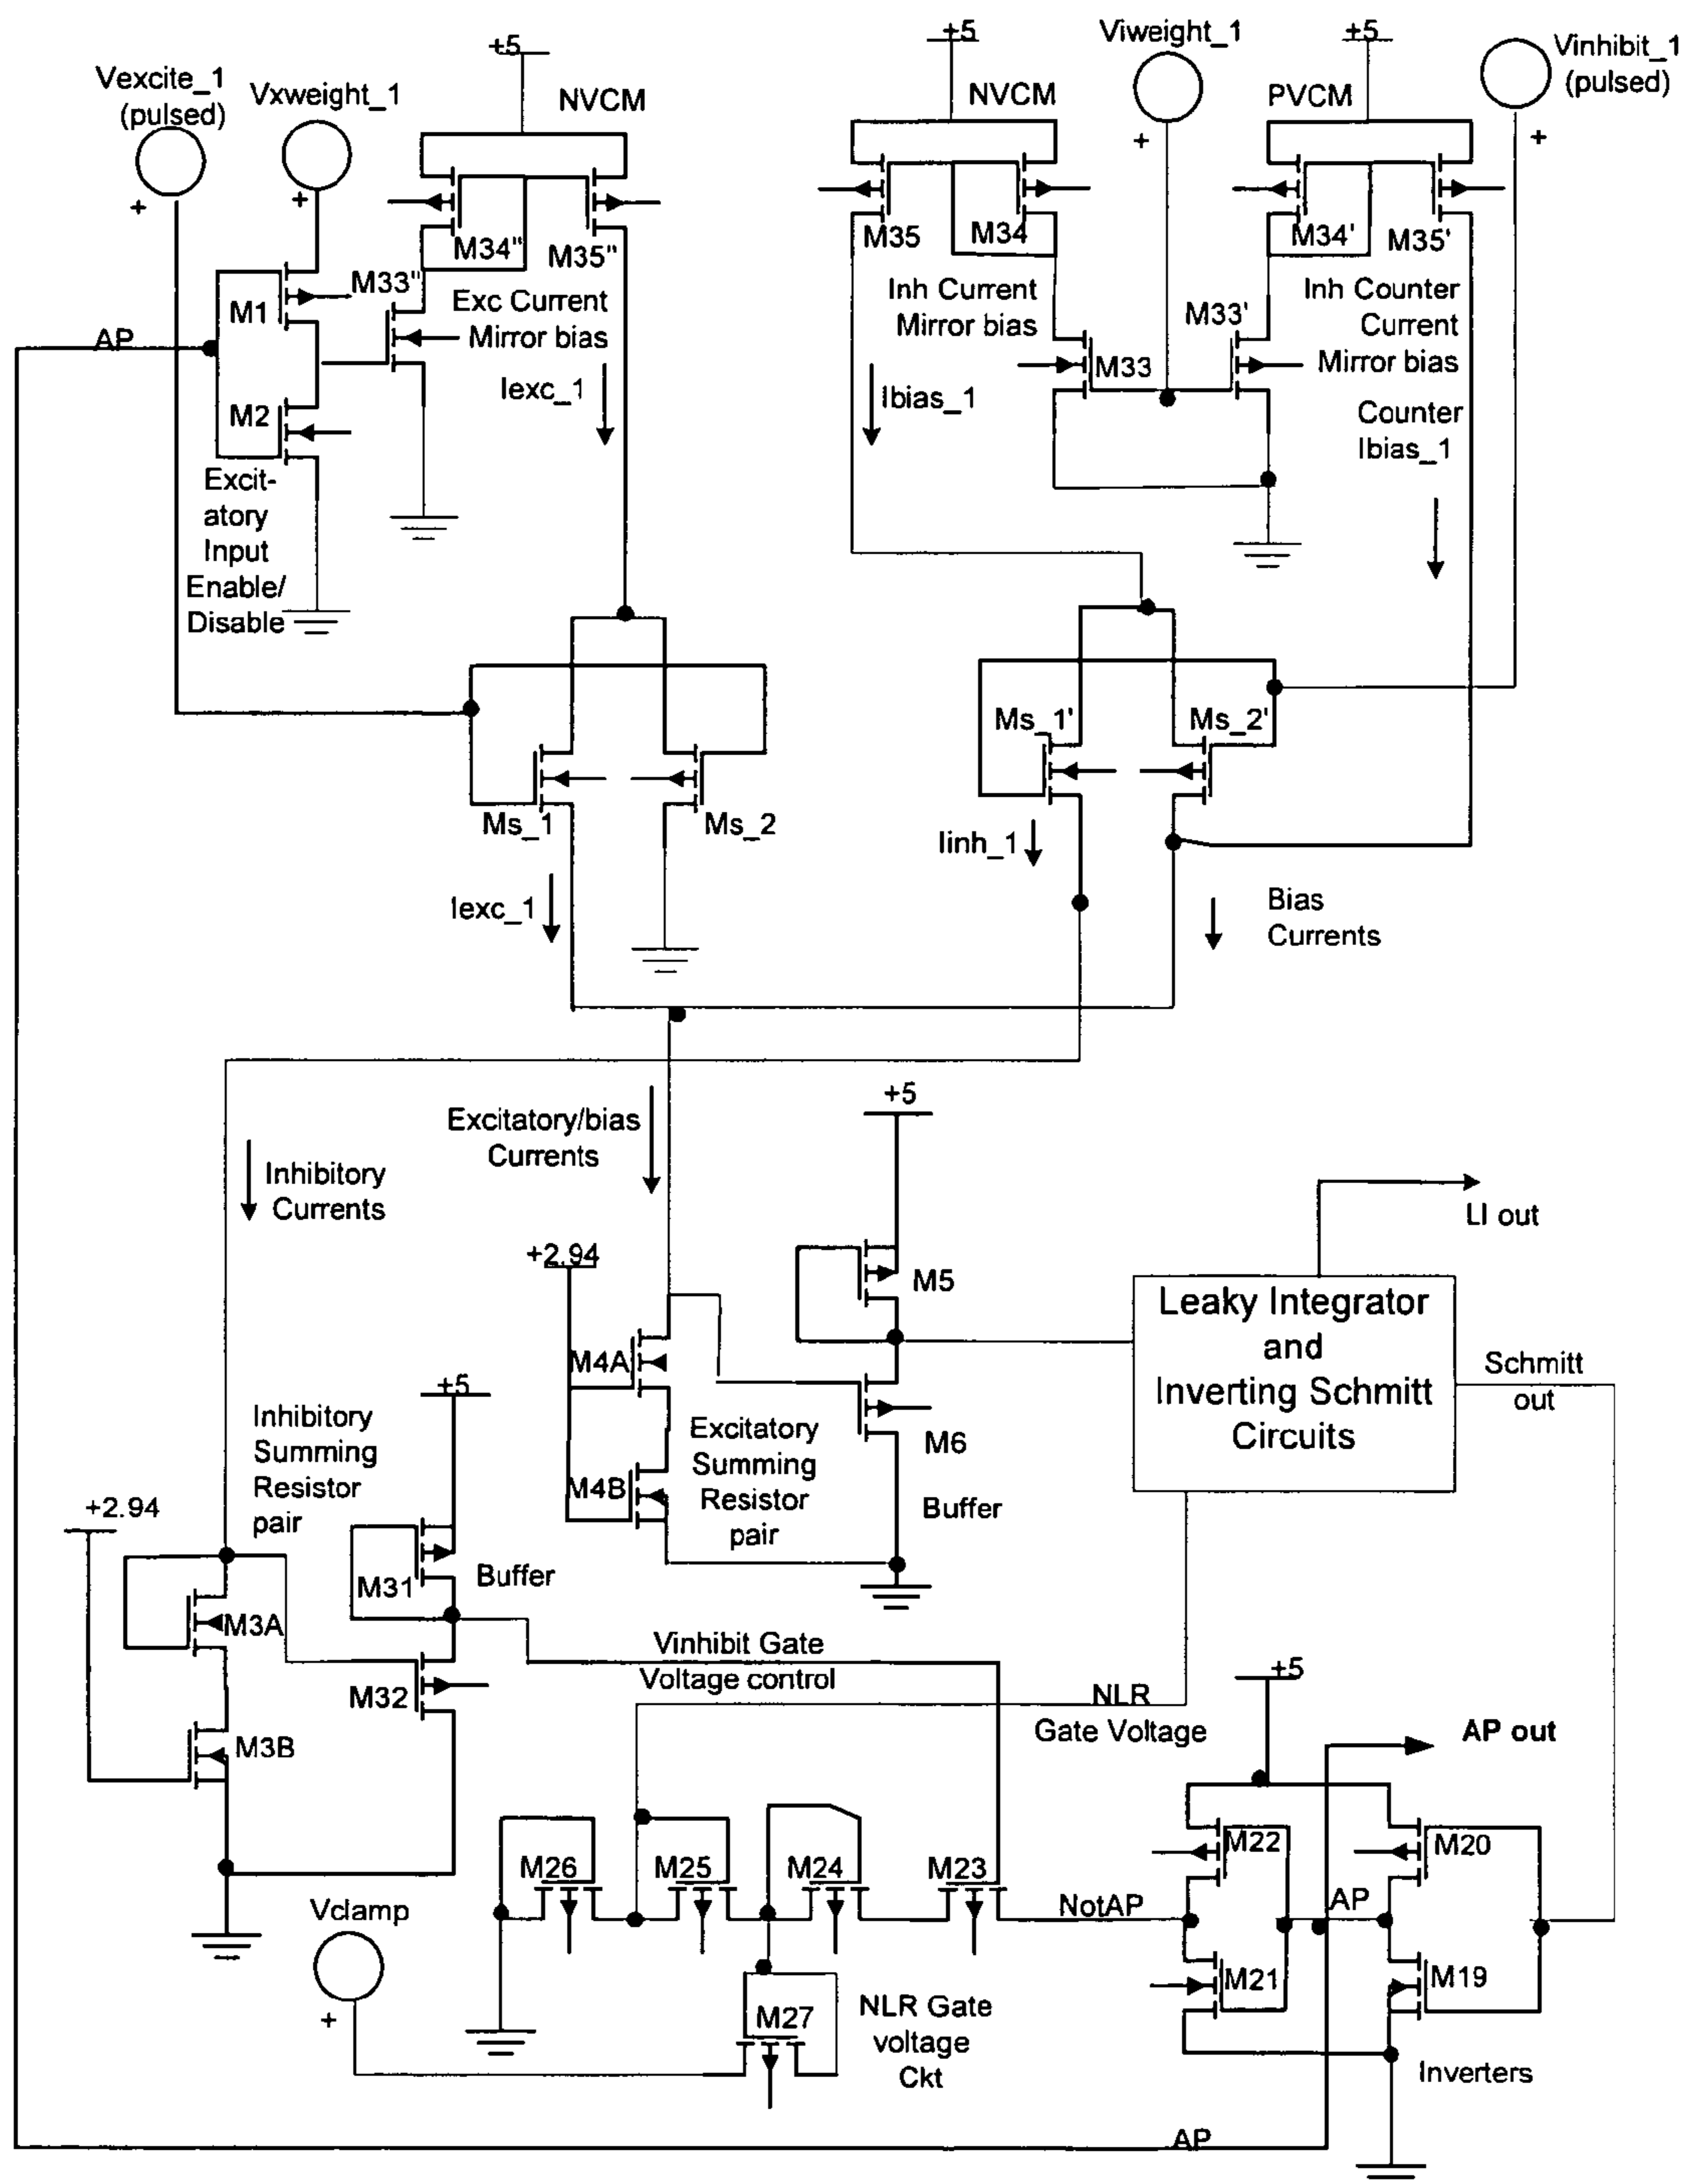 +5
+5
Viweight_1
+5
Vinhibit_1
(pulsed)
Vexcite_1
(pulsed)
Vxweight_1
NVCM
NVCM
PVCM
+
+
+
+
M34"
M35"
M35
M34
M34'
M35'
M1
M33"
Exc Current
Mirror bias
Inh Current
Mirror bias
M33'
Inh Counter
Current
Mirror bias
AP
M33
Iexc_1
Ibias_1
Counter
Ibias_1
M2
Excit-
atory
Input
Enable/
Disable
Ms_1'
Ms_2'
Ms_1
Ms_2
Iinh_1
Iexc_1
Bias
Currents
Excitatory/bias
Currents
+5
Inhibitory
Currents
LI out
+2.94
M5
Leaky Integrator
and
Inverting Schmitt
Circuits
Schmitt
out
M4A
+5
Inhibitory
Summing
Resistor
pair
Excitatory
Summing
Resistor
pair
M6
M4B
Buffer
+2.94
M31
Buffer
M3A
Vinhibit Gate
Voltage control
+5
M32
NLR
Gate Voltage
AP out
M3B
M22
M20
M26
M25
M24
M23
NotAP
AP
Vclamp
M21
M19
+
M27
NLR Gate
voltage
Ckt
Inverters
AP